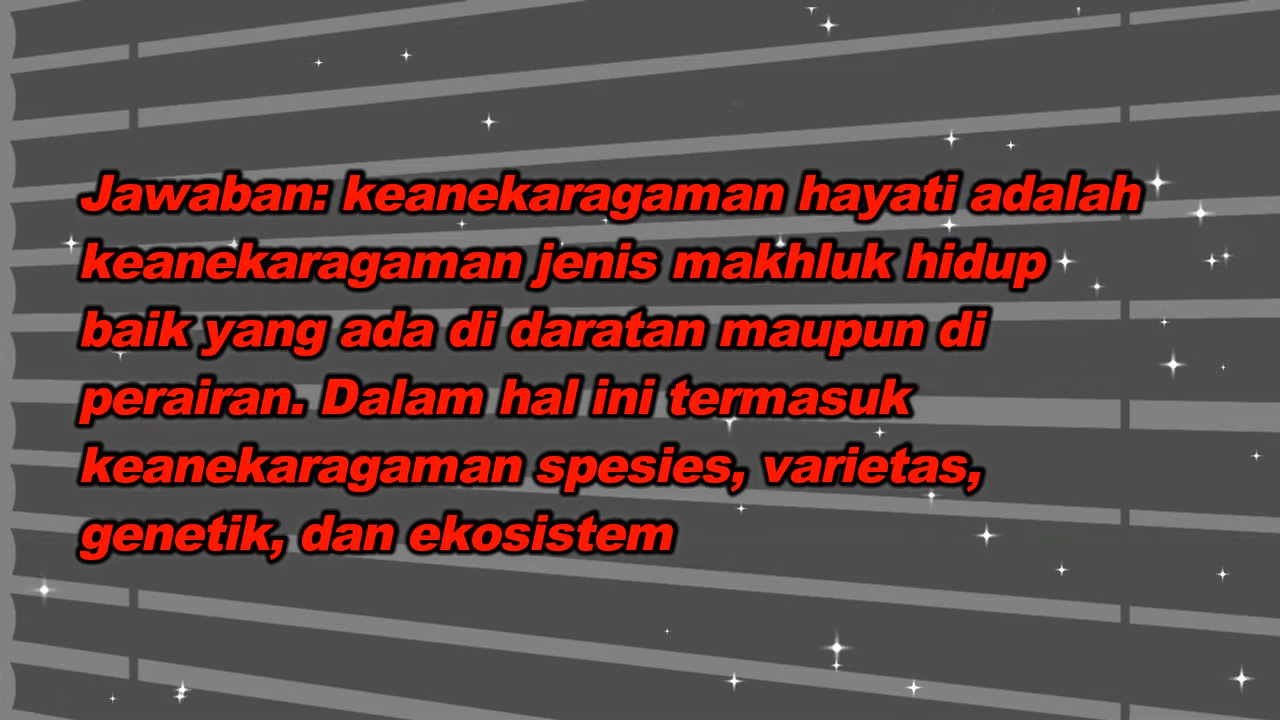 Jawaban: keanekaragaman hayati adalah
keanekaragaman jenis makhluk hidup
baik yang ada di daratan maupun di
perairan. Dalam hal ini termasuk
keanekaragaman spesies, varietas,
genetik, dan ekosistem